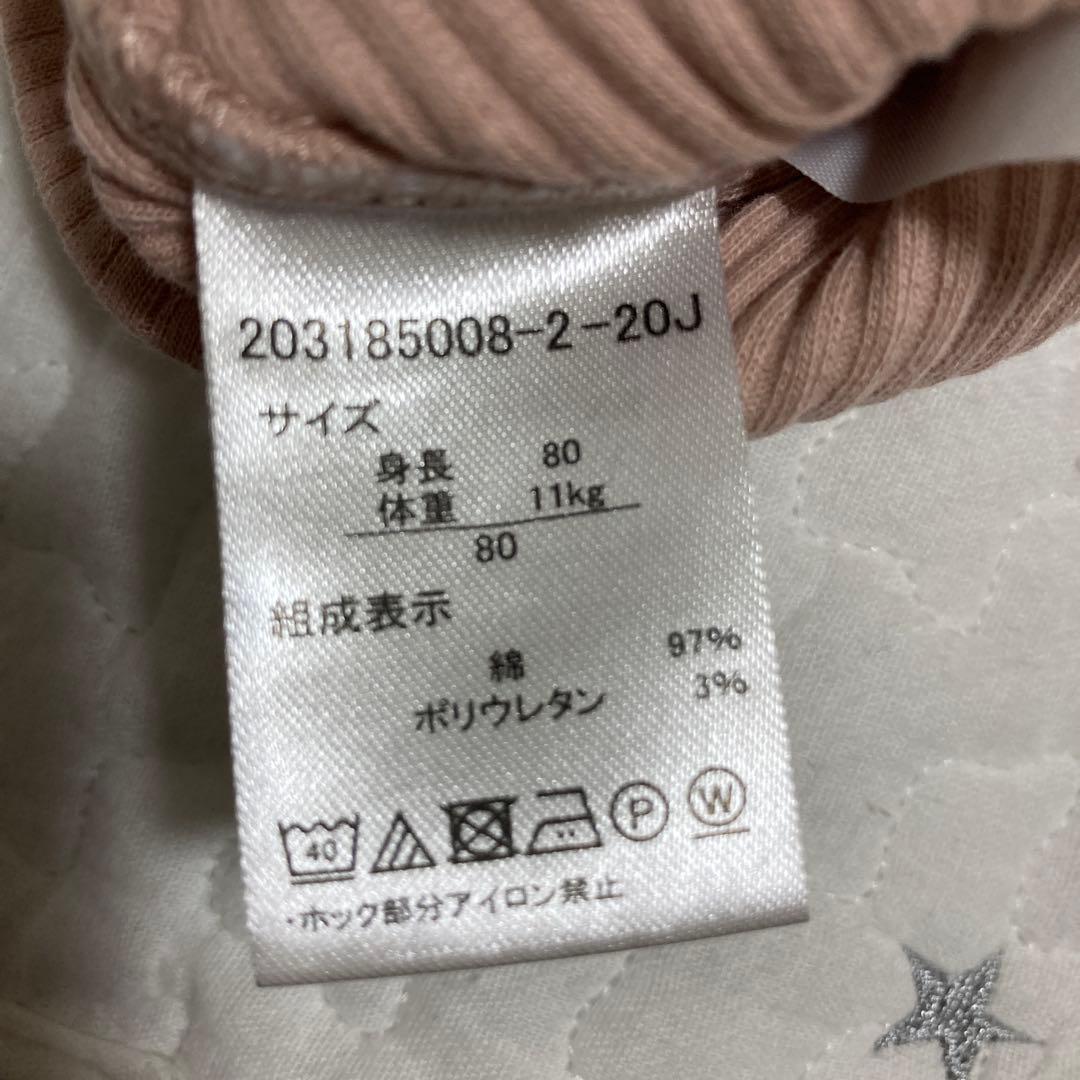 203185008-2-20J
サイズ
身長 80
体重 11kg
80
組成表示
綿 97%
ポリウレタン 3%
40 P W
・ホック部分アイロン禁止